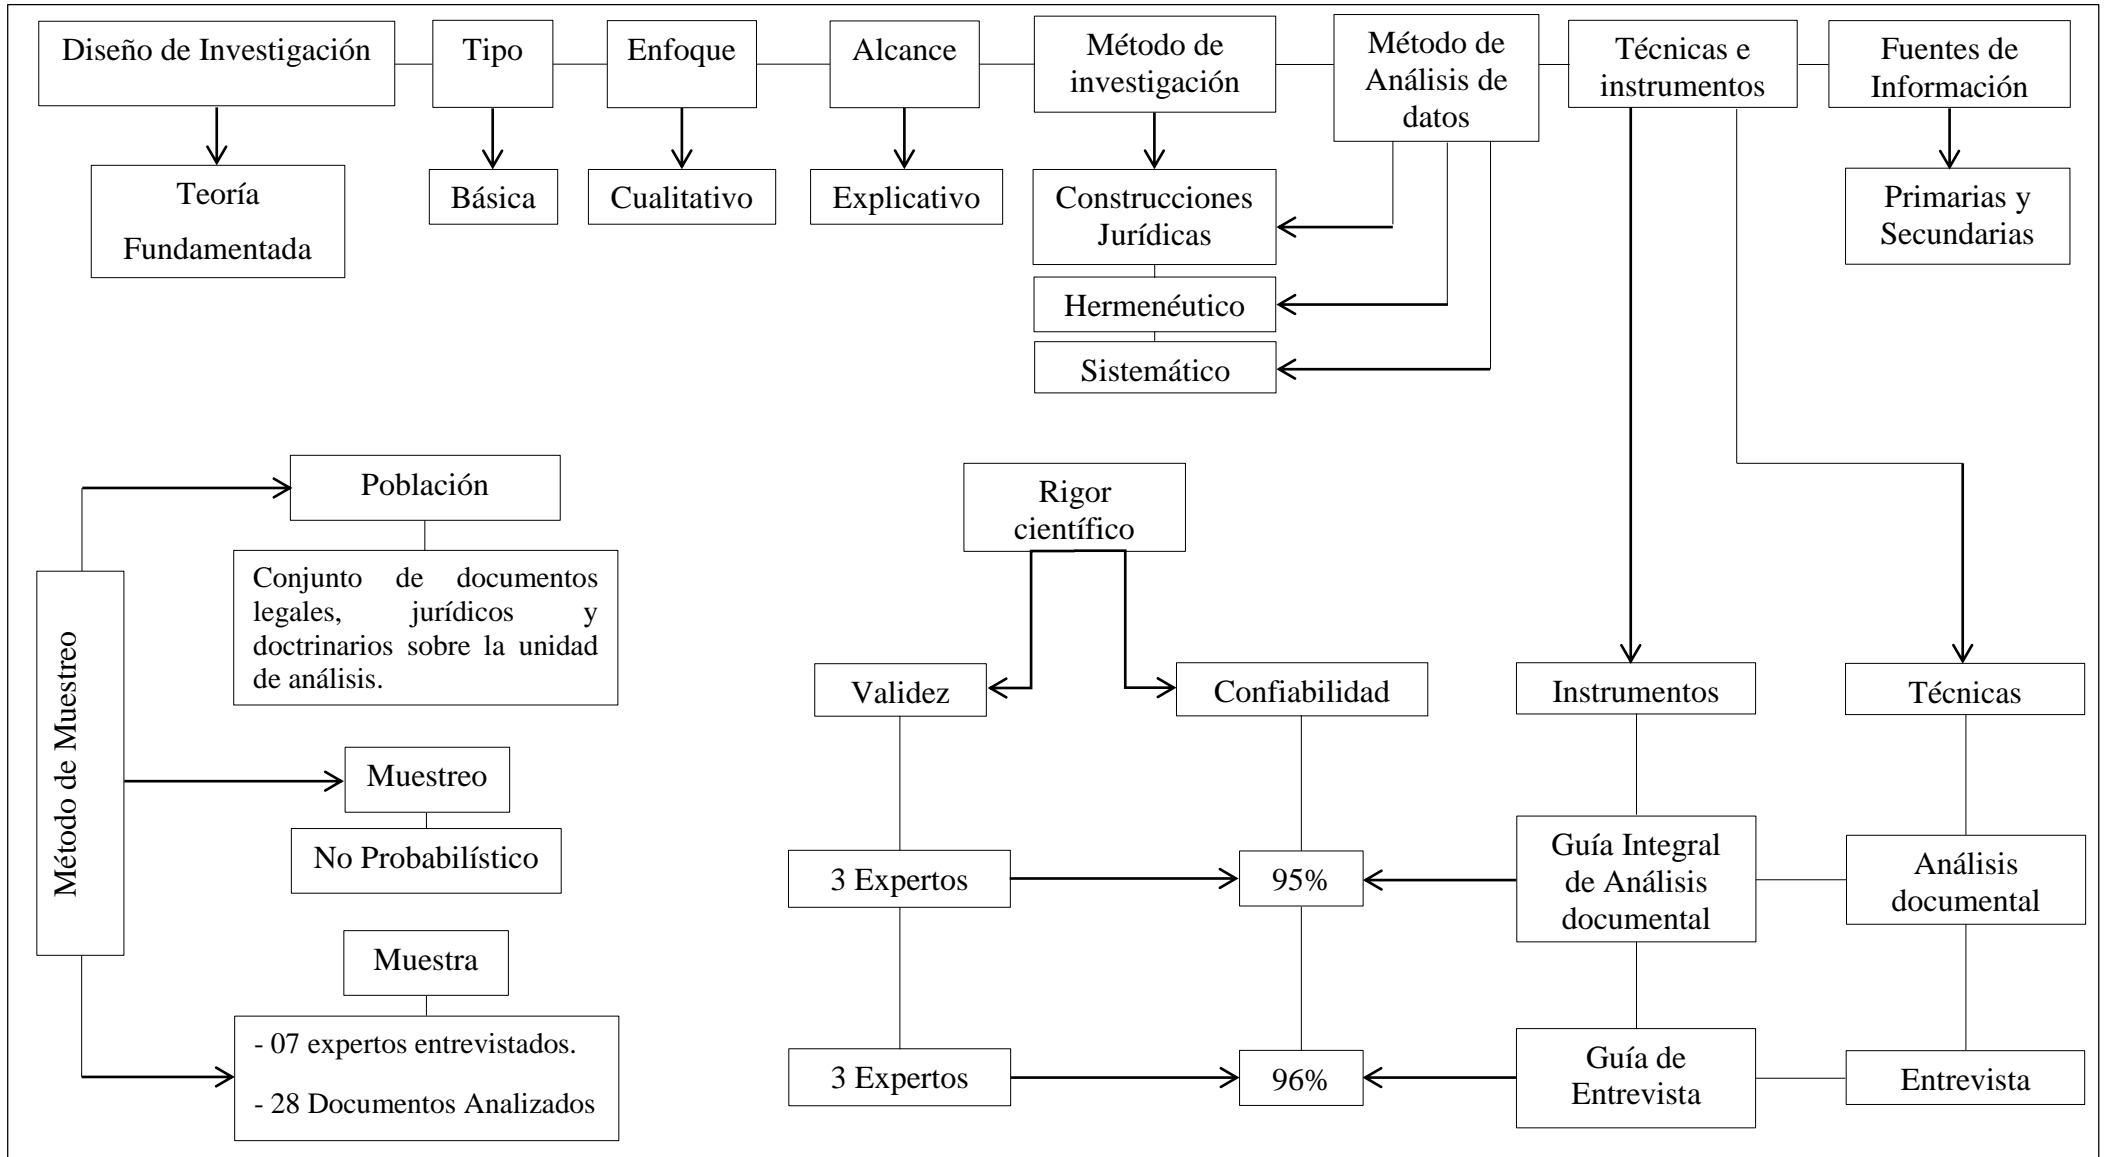 Diseño de Investigación
Tipo
Enfoque
Alcance
Método de
investigación
Método de
Análisis de
datos
Técnicas e
instrumentos
Fuentes de
Información
Teoría
Fundamentada
Básica
Cualitativo
Explicativo
Construcciones
Jurídicas
Hermenéutico
Sistemático
Primarias y
Secundarias
Método de Muestreo
Población
Conjunto de documentos
legales, jurídicos y
doctrinarios sobre la unidad
de análisis.
Muestreo
No Probabilístico
Muestra
- 07 expertos entrevistados.
- 28 Documentos Analizados
Rigor
científico
Validez
Confiabilidad
Instrumentos
Técnicas
3 Expertos
95%
Guía Integral
de Análisis
documental
Análisis
documental
3 Expertos
96%
Guía de
Entrevista
Entrevista